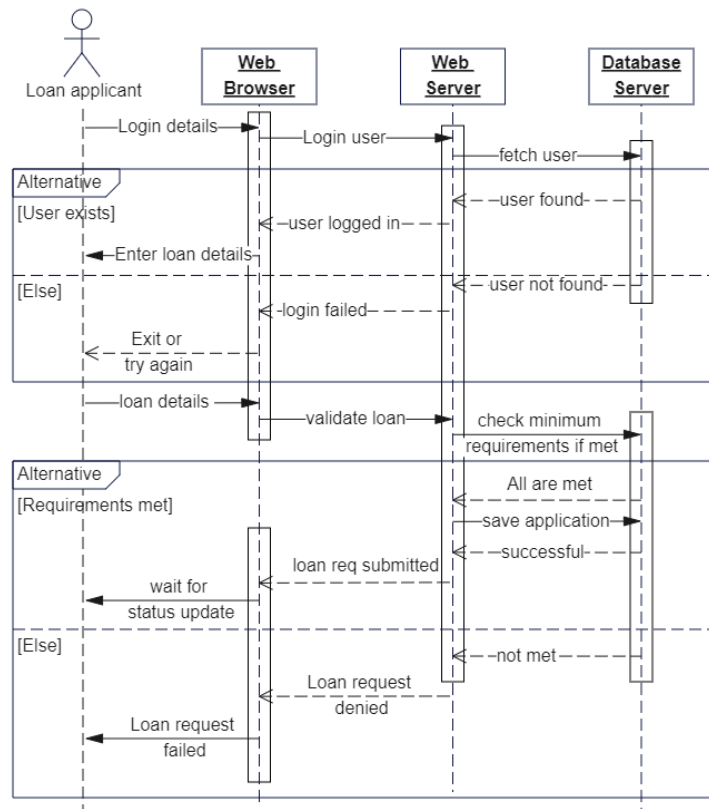 Loan applicant
Web
Browser
Web
Server
Database
Server
Login details
Login user
fetch user
Alternative
[User exists]
user found
user logged in
Enter loan details
[Else]
user not found
login failed
Exit or
try again
loan details
validate loan
check minimum
requirements if met
Alternative
[Requirements met]
All are met
save application
successful
loan req submitted
wait for
status update
[Else]
not met
Loan request
denied
Loan request
failed